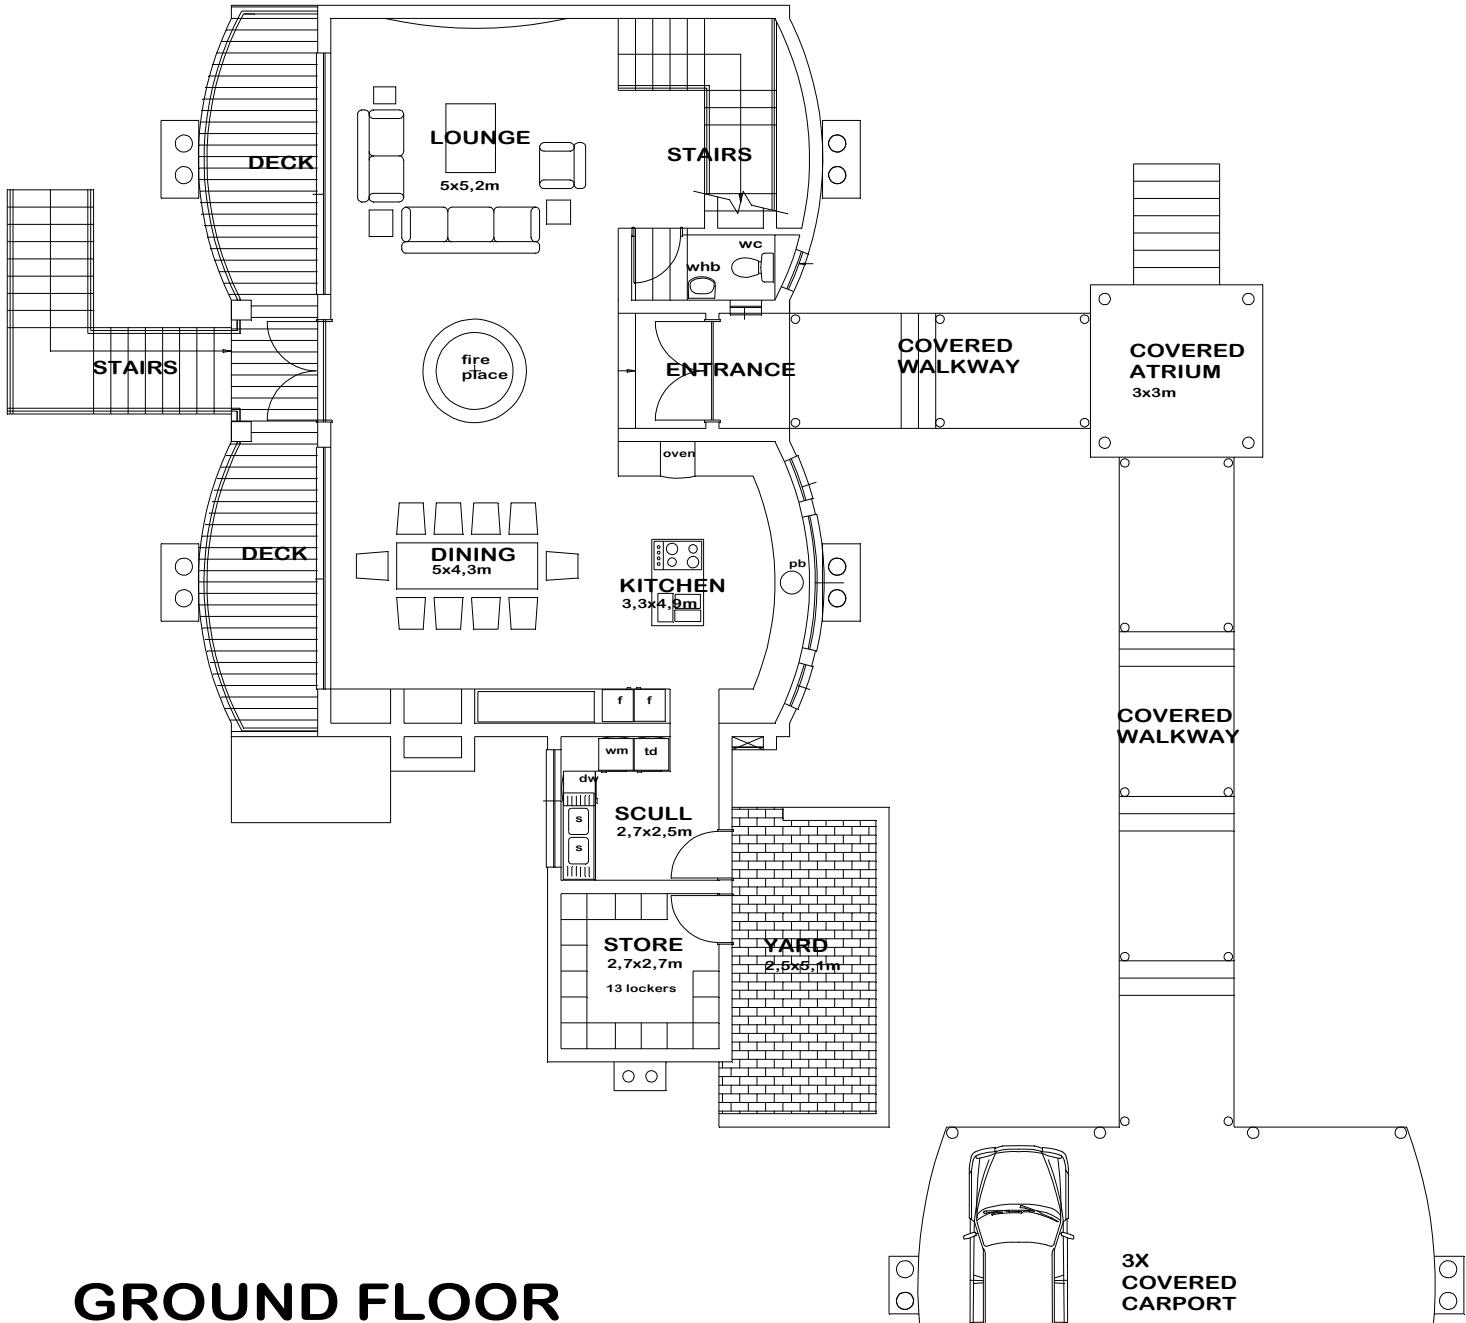 LOUNGE
5x5,2m
DECK
STAIRS
wc
whb
STAIRS
fire
place
ENTRANCE
COVERED
WALKWAY
COVERED
ATRIUM
3x3m
oven
DECK
DINING
5x4,3m
KITCHEN
3,3x4,9m
pb
f
f
wm
td
dw
s
s
SCULL
2,7x2,5m
COVERED
WALKWAY
STORE
2,7x2,7m
13 lockers
YARD
2,5x5,1m
3X
COVERED
CARPORT
GROUND FLOOR